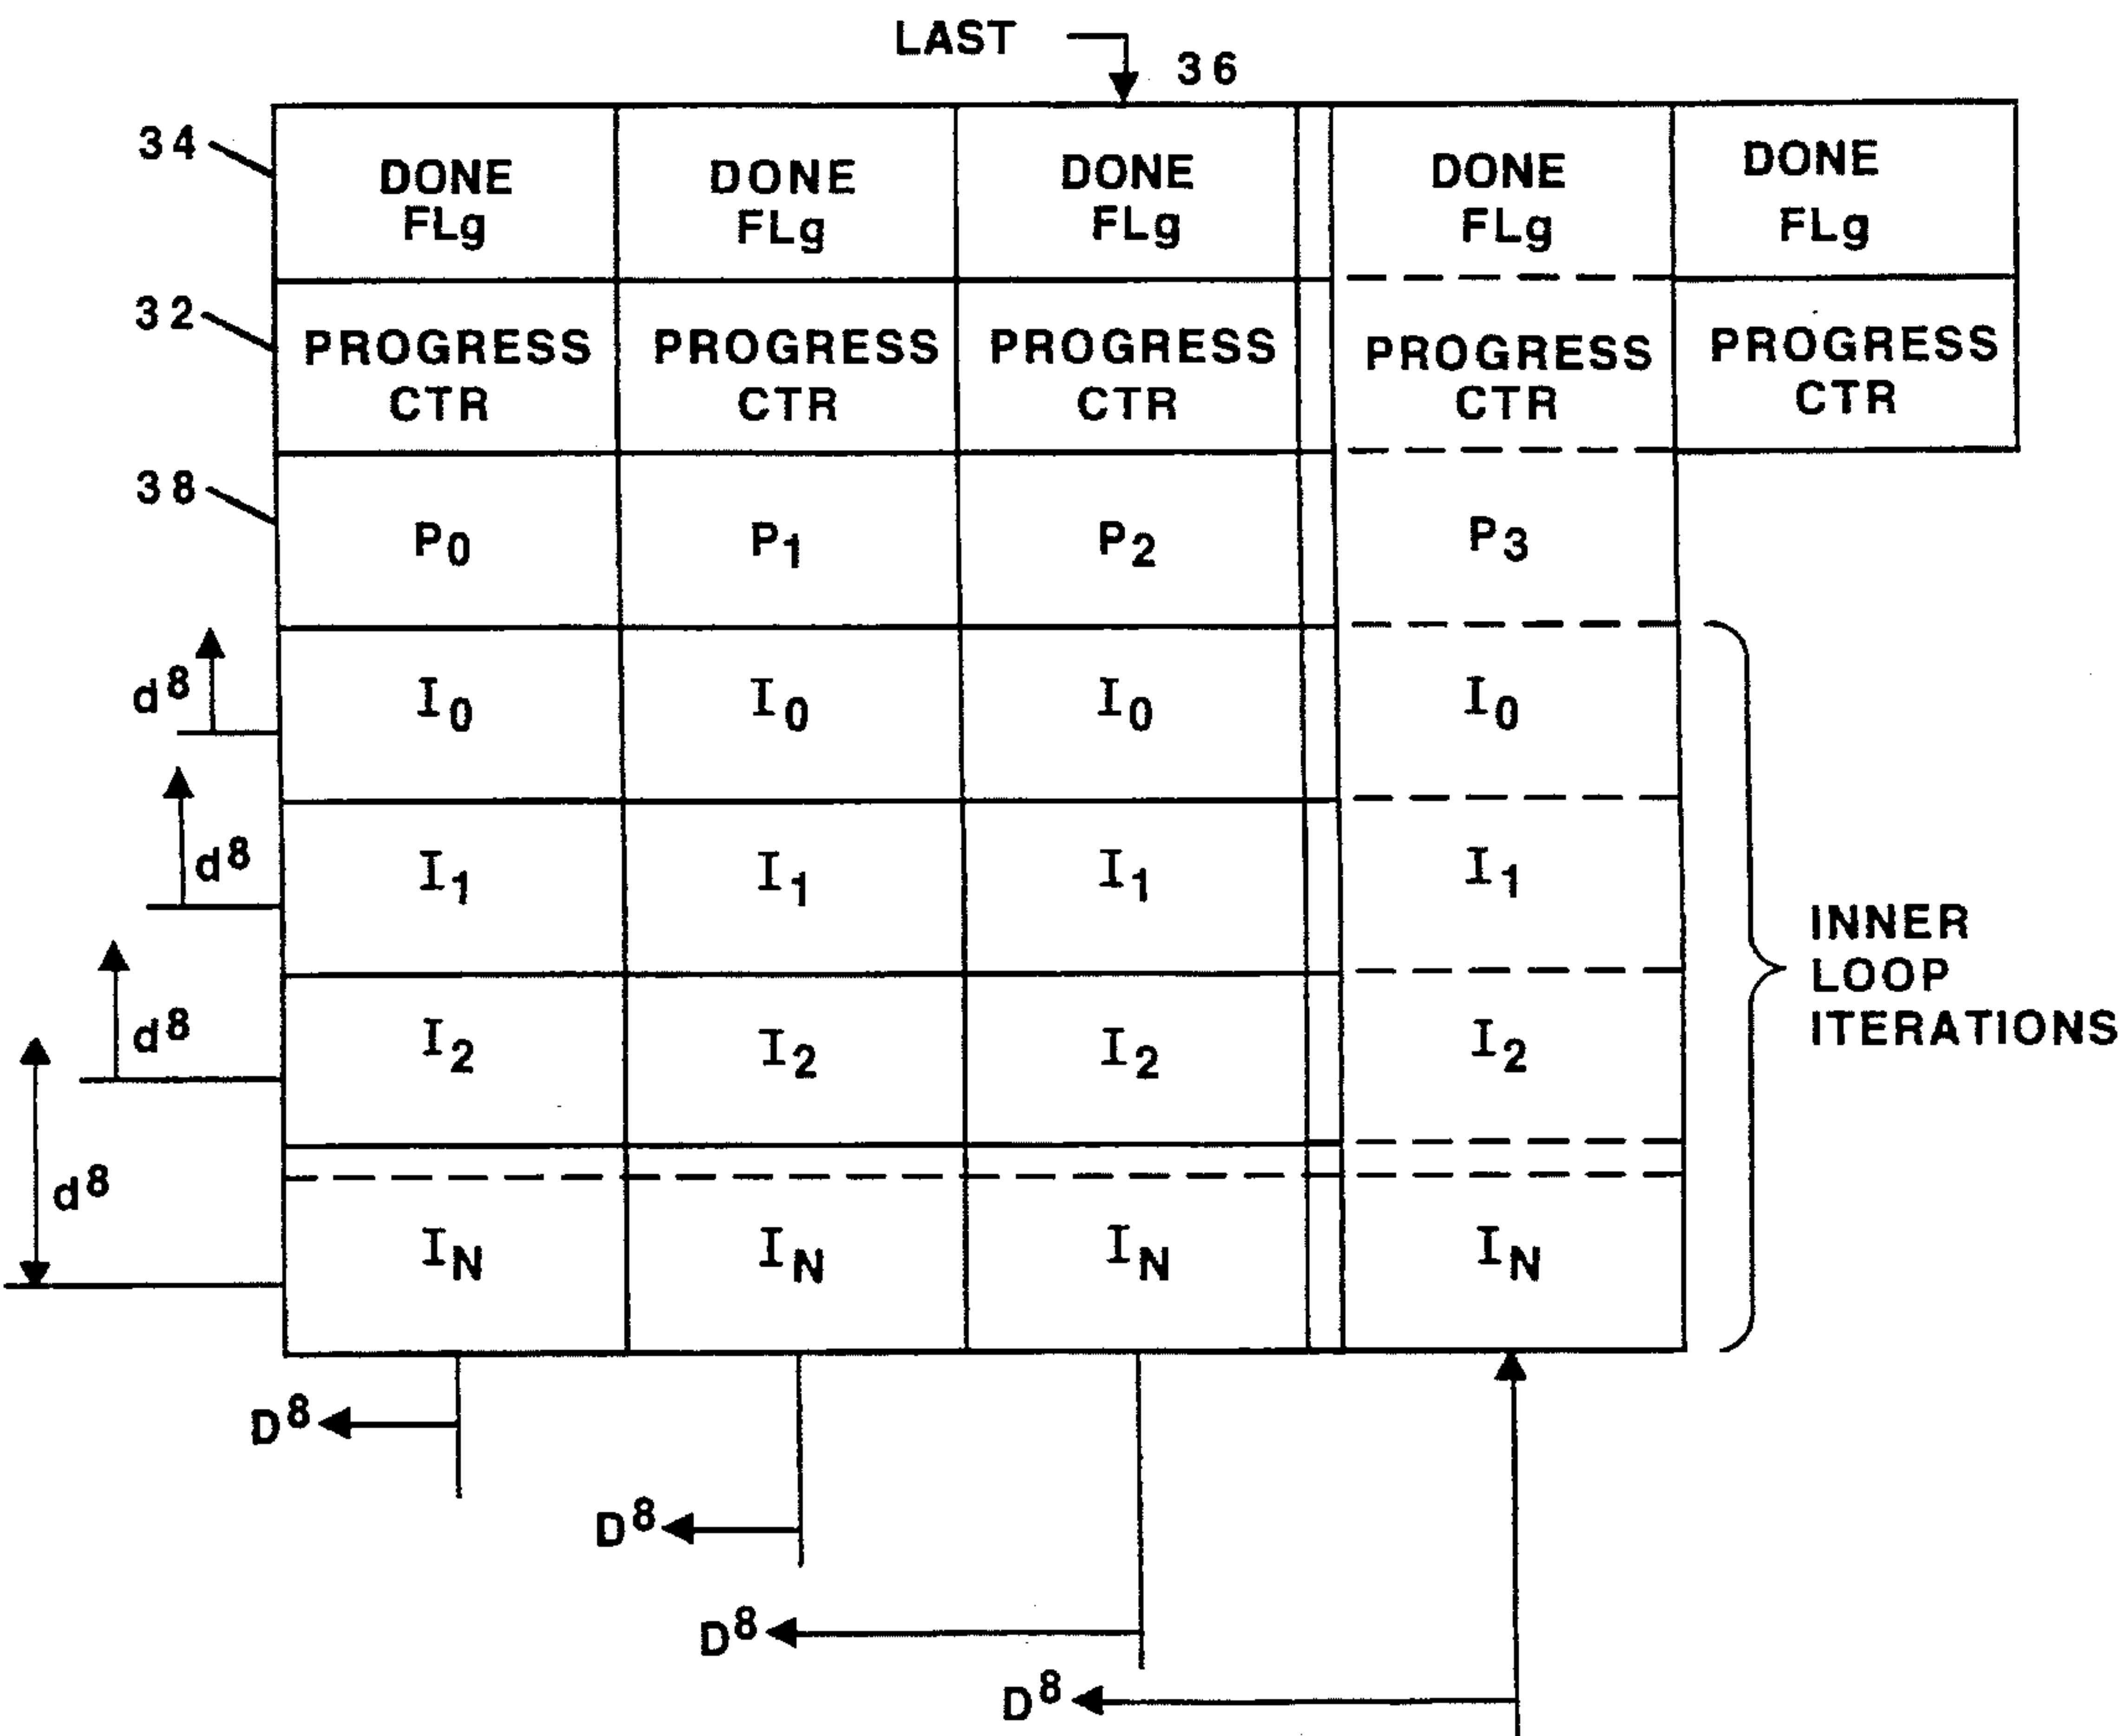 LAST
36
34
DONE FLg DONE FLg DONE FLg DONE FLg DONE FLg
32
PROGRESS CTR PROGRESS CTR PROGRESS CTR PROGRESS CTR PROGRESS CTR
38
P0 P1 P2 P3
d8
I0 I0 I0 I0
d8
I1 I1 I1 I1
INNER
LOOP
ITERATIONS
d8
I2 I2 I2 I2
d8
IN IN IN IN
D8
D8
D8
D8